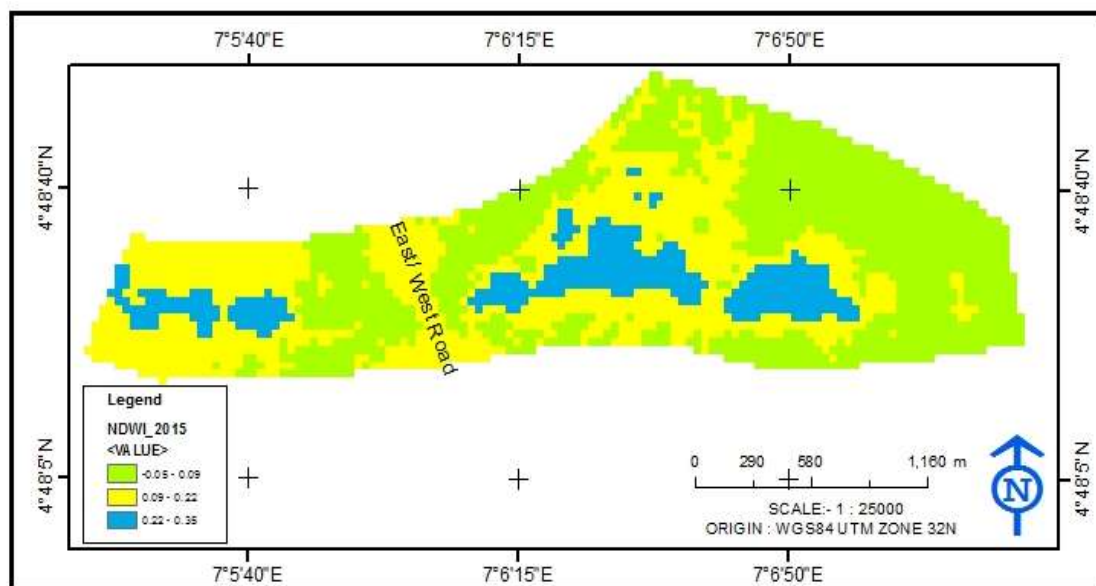 7°5'40"E 7°6'15"E 7°6'50"E
4°48'40"N 4°48'40"N
East/ West Road
Legend
NDWI_2015
<VALUE>
-0.05 - 0.09
0.09 - 0.22
0.22 - 0.35
4°48'5"N 4°48'5"N
0 290 580 1,160 m
SCALE:- 1 : 25000
ORIGIN : WGS84 UTM ZONE 32N
N
7°5'40"E 7°6'15"E 7°6'50"E